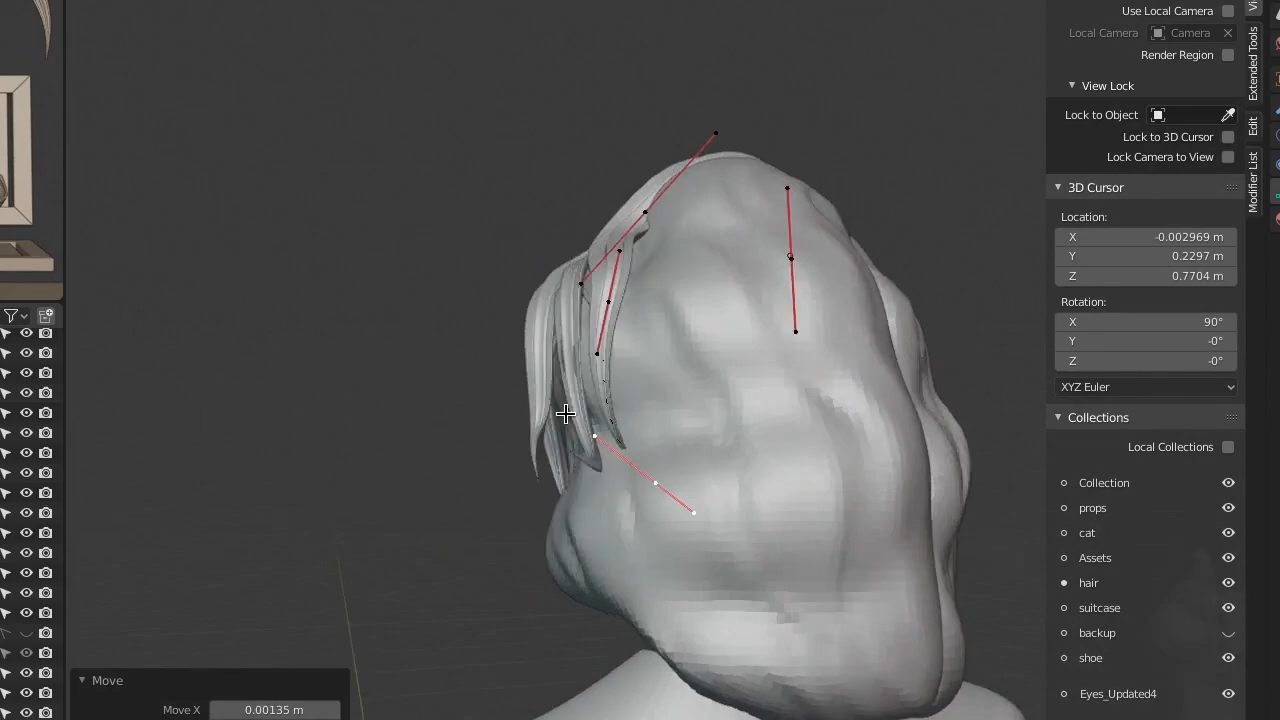 Use Local Camera
Local Camera Camera
Render Region
View Lock
Lock to Object
Lock to 3D Cursor
Lock Camera to View
3D Cursor
Location:
X -0.002969 m
Y 0.2297 m
Z 0.7704 m
Rotation:
X 90°
Y -0°
Z -0°
XYZ Euler
Collections
Local Collections
Collection
props
cat
Assets
hair
suitcase
backup
shoe
Eyes_Updated4
Extended Tools
Edit
Modifier List
Move
Move X 0.00135 m